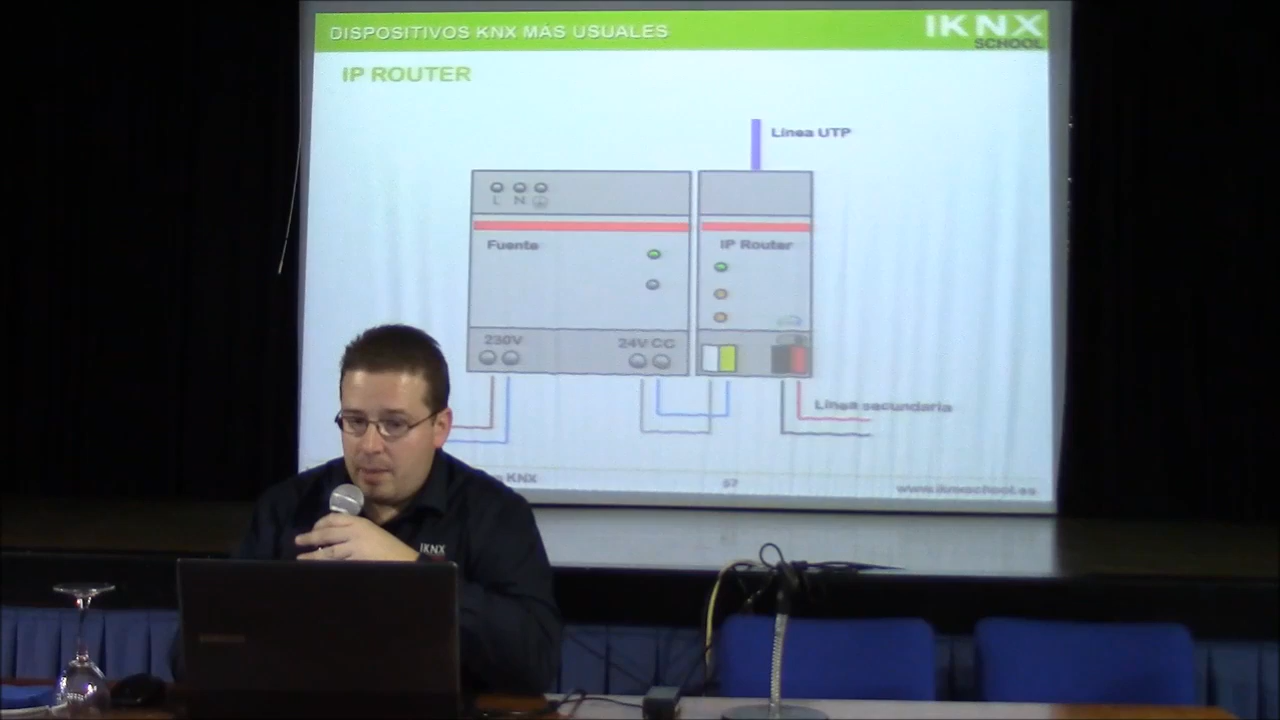 DISPOSITIVOS KNX MÁS USUALES
IKNX
SCHOOL
IP ROUTER
Línea UTP
L N
Fuente
IP Router
230V
24V CC
Línea secundaria
KNX
97
www.iknxschool.es
IKNX